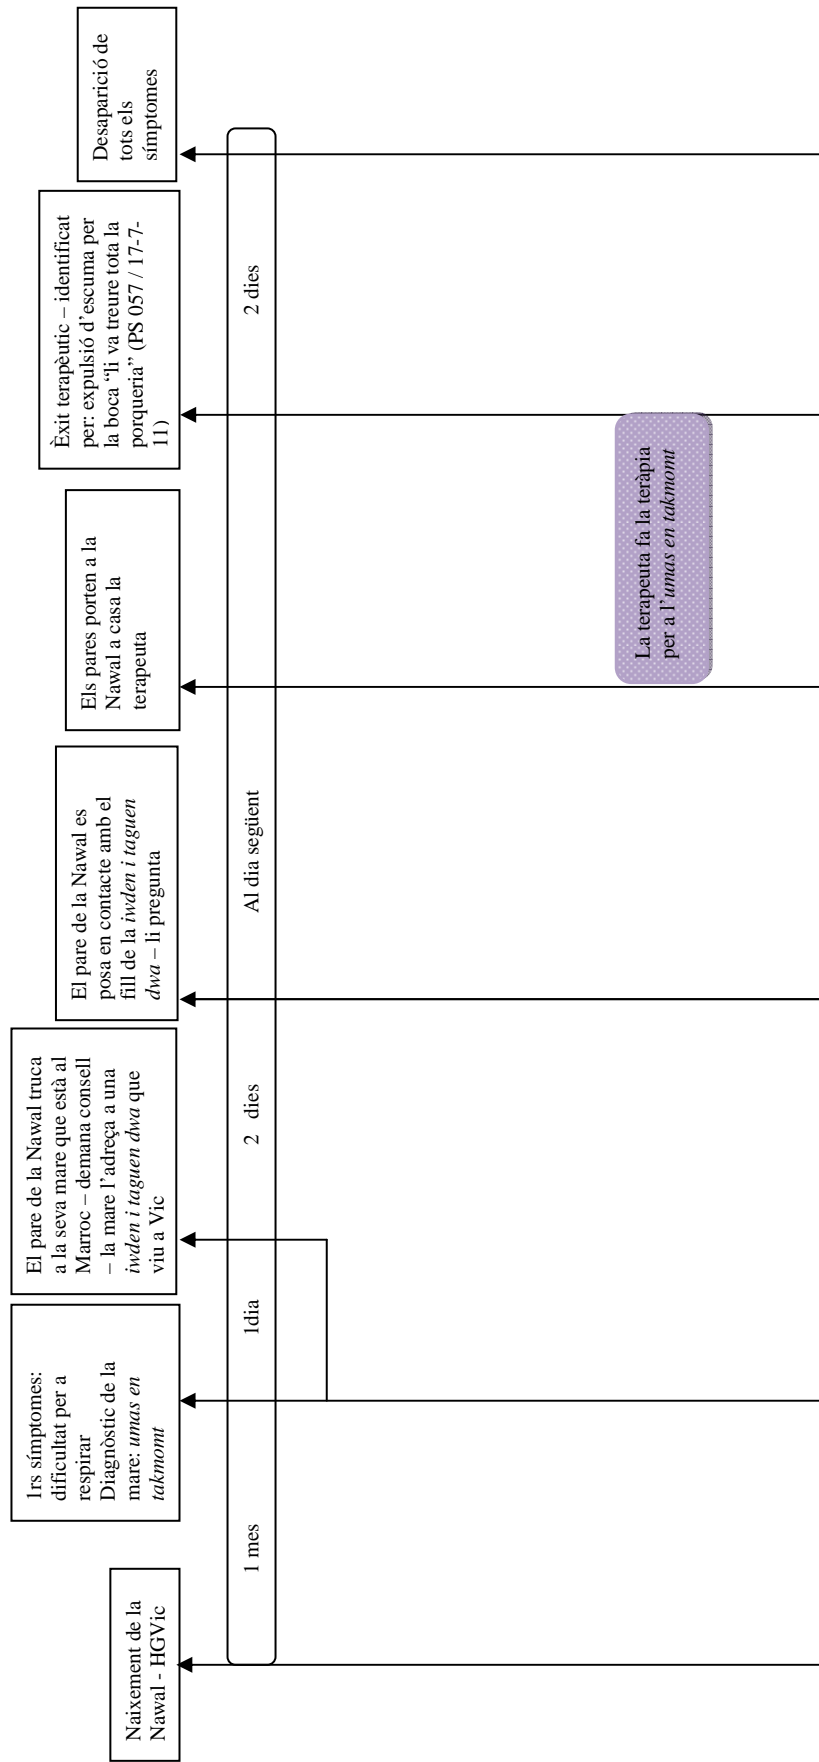 Naixement de la
Nawal - HGVic
1rs símptomes:
dificultat per a
respirar
Diagnòstic de la
mare: umas en
takmomt
El pare de la Nawal truca
a la seva mare que està al
Marroc – demana consell
– la mare l'adreça a una
iwden i taguen dwa que
viu a Vic
El pare de la Nawal es
posa en contacte amb el
fill de la iwden i taguen
dwa – li pregunta
Els pares porten a la
Nawal a casa la
terapeuta
Èxit terapèutic – identificat
per: expulsió d'escuma per
la boca “li va treure tota la
porqueria” (PS 057 / 17-7-
11)
Desaparició de
tots els
símptomes
1 mes
1dia
2 dies
Al dia següent
2 dies
La terapeuta fa la teràpia
per a l'umas en takmomt